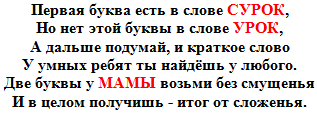 Первая буква есть в слове СУРОК,
Но нет этой буквы в слове УРОК,
А дальше подумай, и краткое слово
У умных ребят ты найдёшь у любого.
Две буквы у МАМЫ возьми без смущенья
И в целом получишь - итог от сложенья.